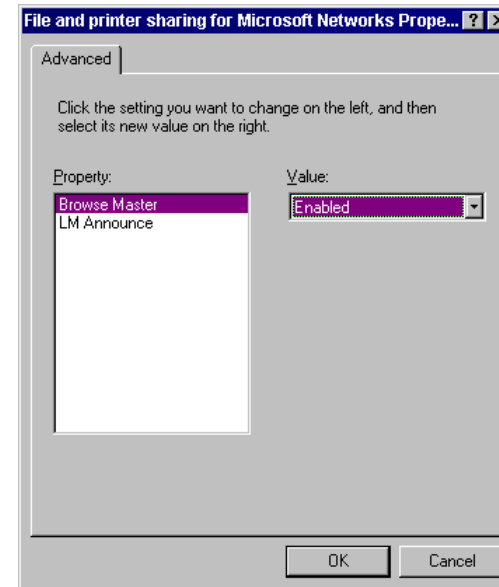 File and printer sharing for Microsoft Networks Prope...
Advanced
Click the setting you want to change on the left, and then
select its new value on the right.
Property:
Value:
Browse Master
LM Announce
Enabled
OK
Cancel